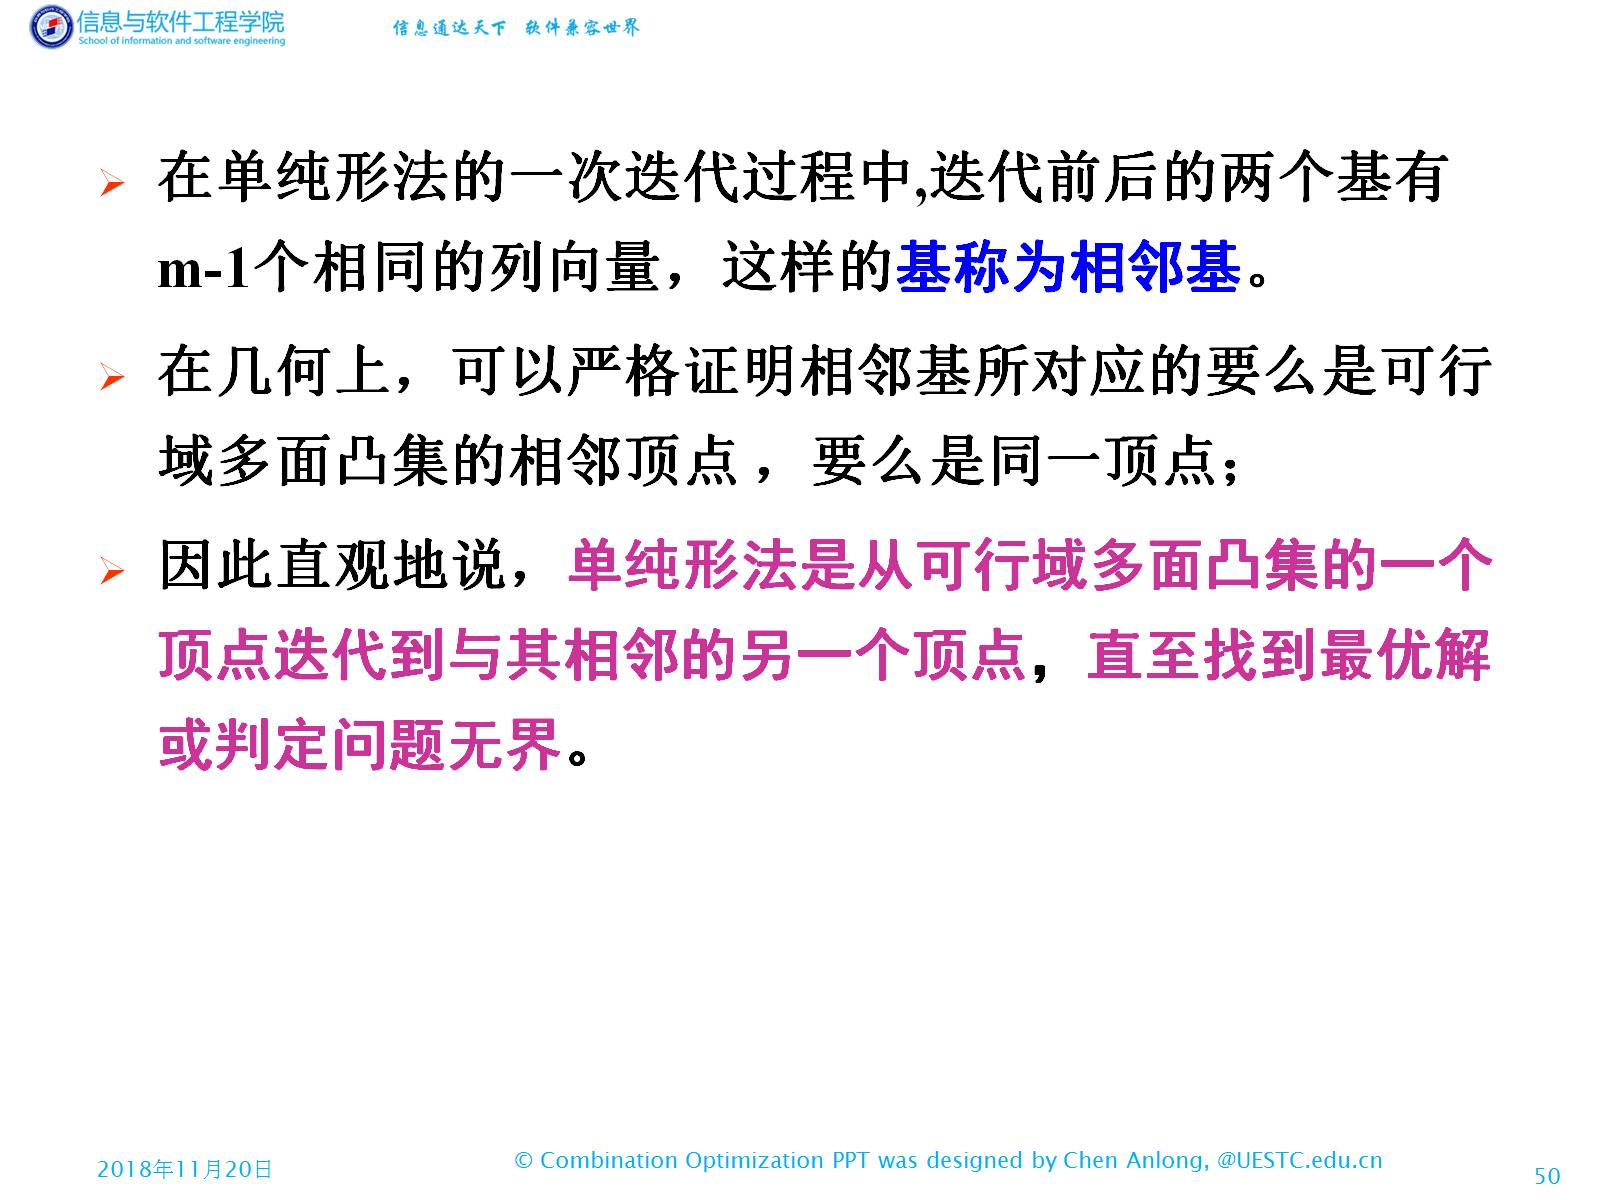 信息与软件工程学院
School of information and software engineering
信息通达天下 软件兼容世界
在单纯形法的一次迭代过程中,迭代前后的两个基有
m-1个相同的列向量，这样的基称为相邻基。
在几何上，可以严格证明相邻基所对应的要么是可行
域多面凸集的相邻顶点 ，要么是同一顶点；
因此直观地说，单纯形法是从可行域多面凸集的一个
顶点迭代到与其相邻的另一个顶点，直至找到最优解
或判定问题无界。
2018年11月20日
© Combination Optimization PPT was designed by Chen Anlong, @UESTC.edu.cn
50